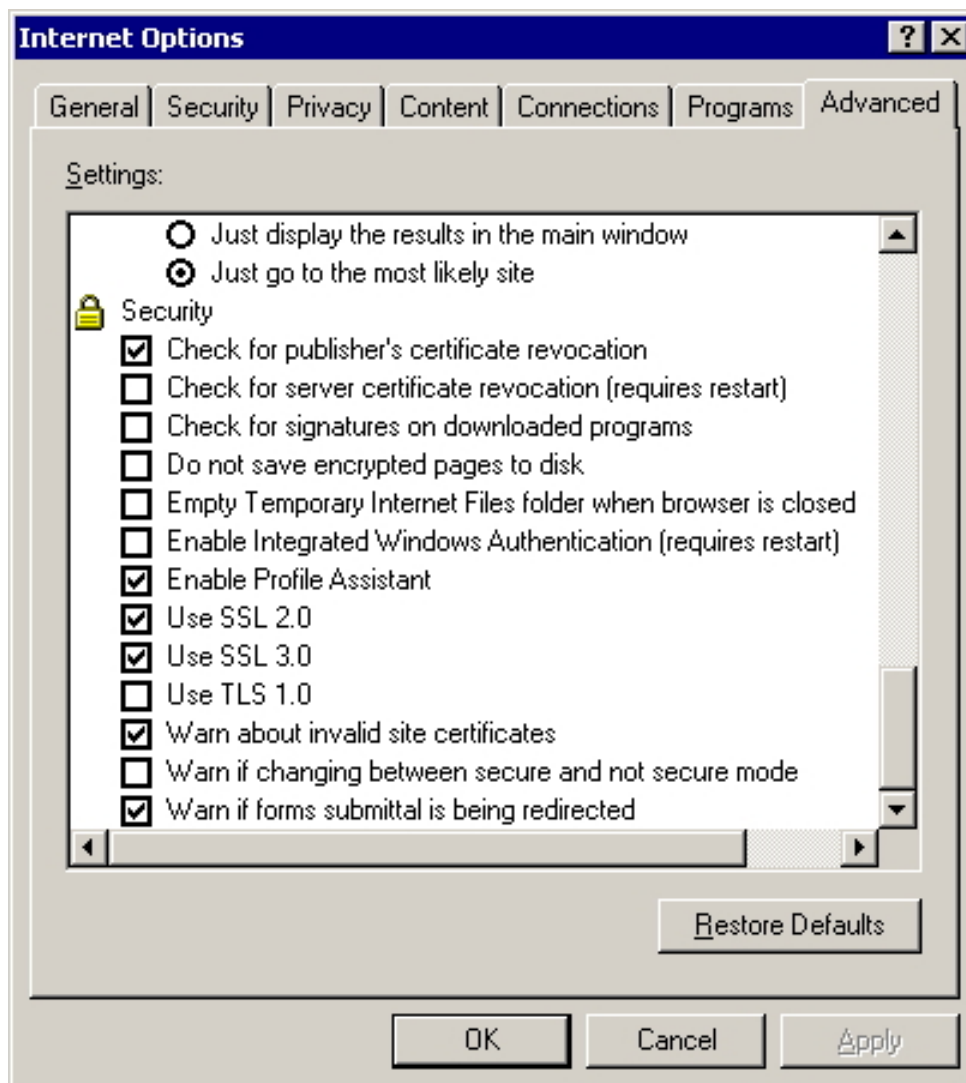 Internet Options
General Security Privacy Content Connections Programs Advanced
Settings:
Just display the results in the main window
Just go to the most likely site
Security
Check for publisher's certificate revocation
Check for server certificate revocation (requires restart)
Check for signatures on downloaded programs
Do not save encrypted pages to disk
Empty Temporary Internet Files folder when browser is closed
Enable Integrated Windows Authentication (requires restart)
Enable Profile Assistant
Use SSL 2.0
Use SSL 3.0
Use TLS 1.0
Warn about invalid site certificates
Warn if changing between secure and not secure mode
Warn if forms submittal is being redirected
Restore Defaults
OK Cancel Apply